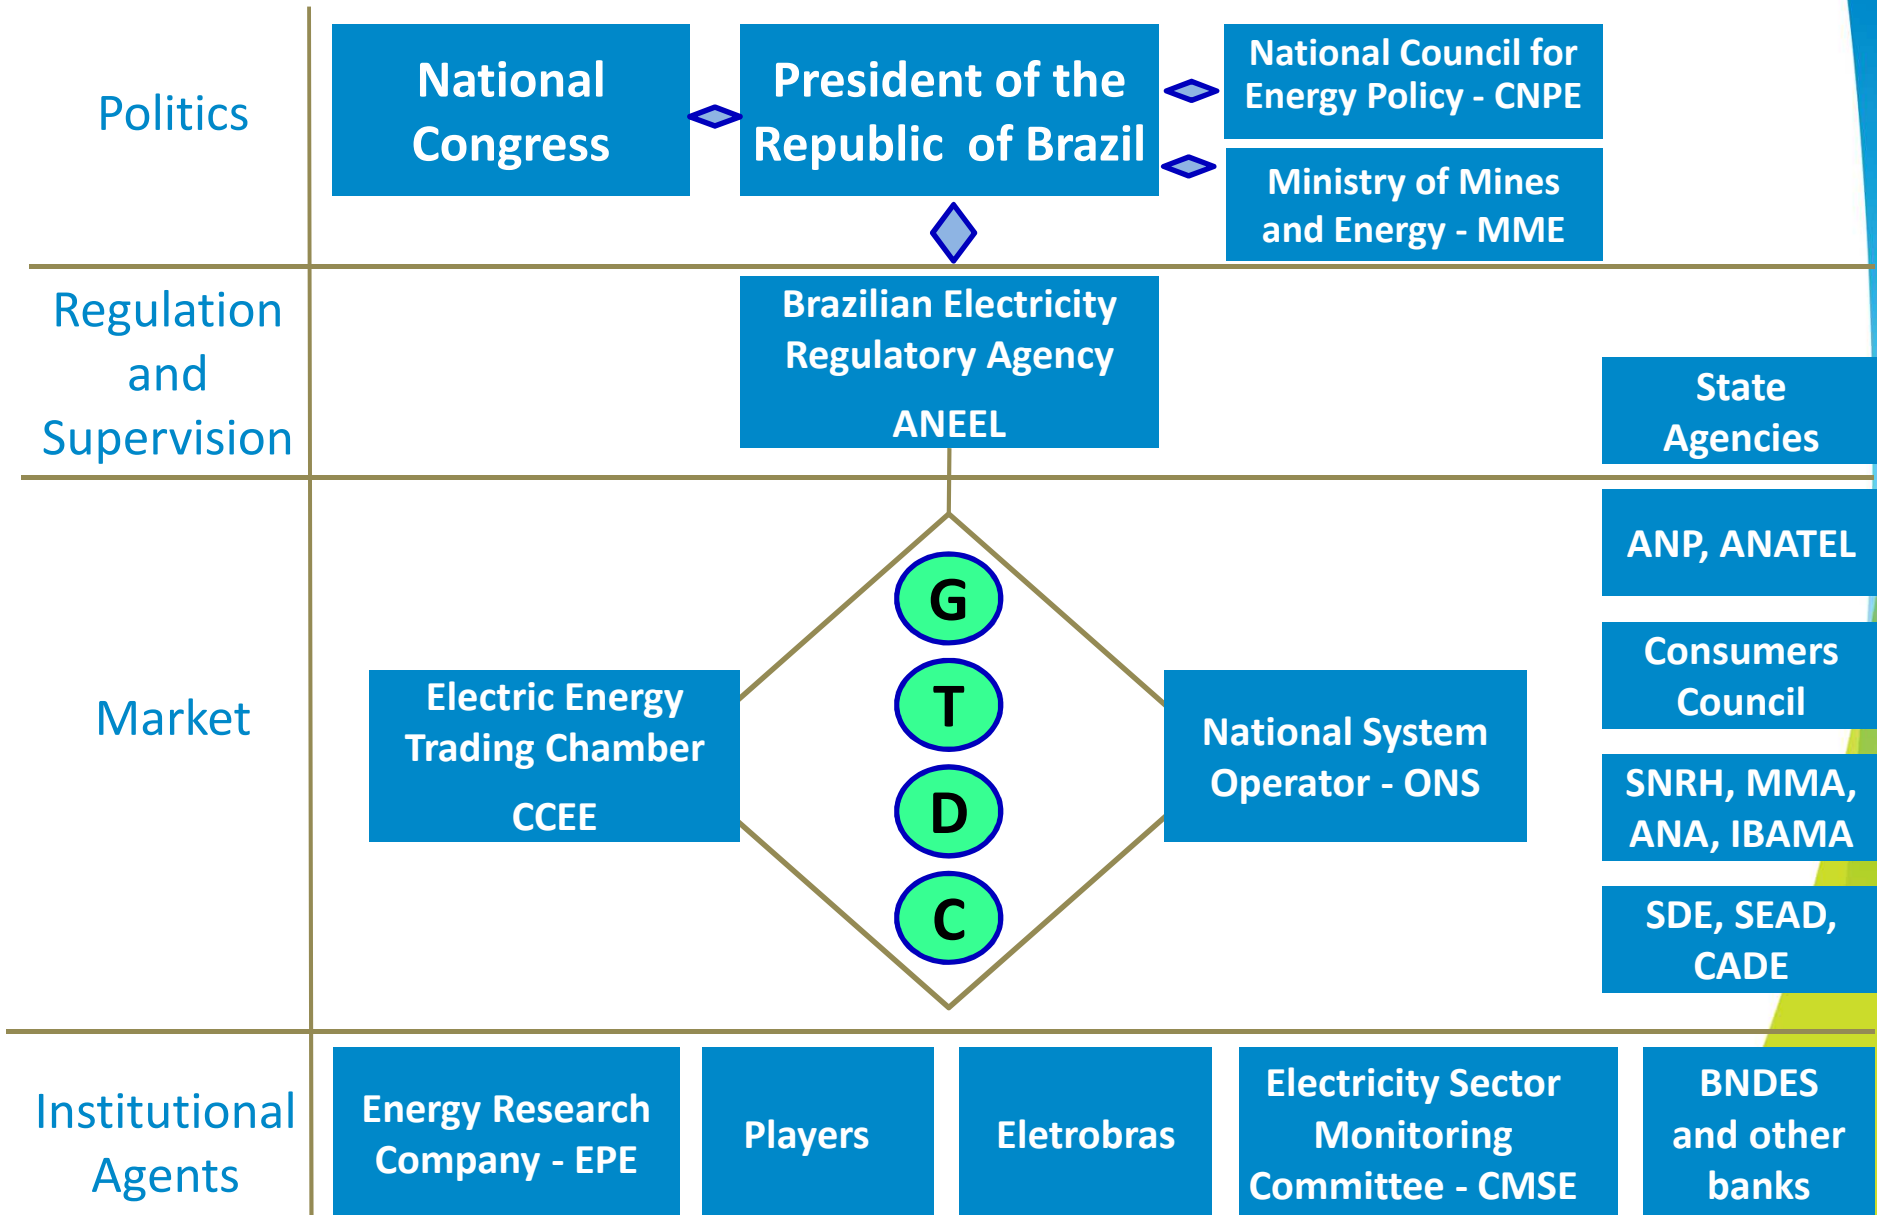 Politics
National
Congress
President of the
Republic of Brazil
National Council for
Energy Policy - CNPE
Ministry of Mines
and Energy - MME
Regulation
and
Supervision
Brazilian Electricity
Regulatory Agency
ANEEL
State
Agencies
Market
Electric Energy
Trading Chamber
CCEE
G
T
D
C
National System
Operator - ONS
ANP, ANATEL
Consumers
Council
SNRH, MMA,
ANA, IBAMA
SDE, SEAD,
CADE
Institutional
Agents
Energy Research
Company - EPE
Players
Eletrobras
Electricity Sector
Monitoring
Committee - CMSE
BNDES
and other
banks